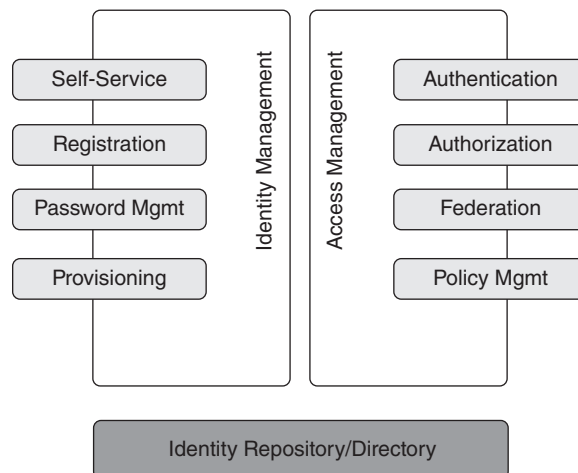 Self-Service
Registration
Password Mgmt
Provisioning
Identity Management
Access Management
Authentication
Authorization
Federation
Policy Mgmt
Identity Repository/Directory